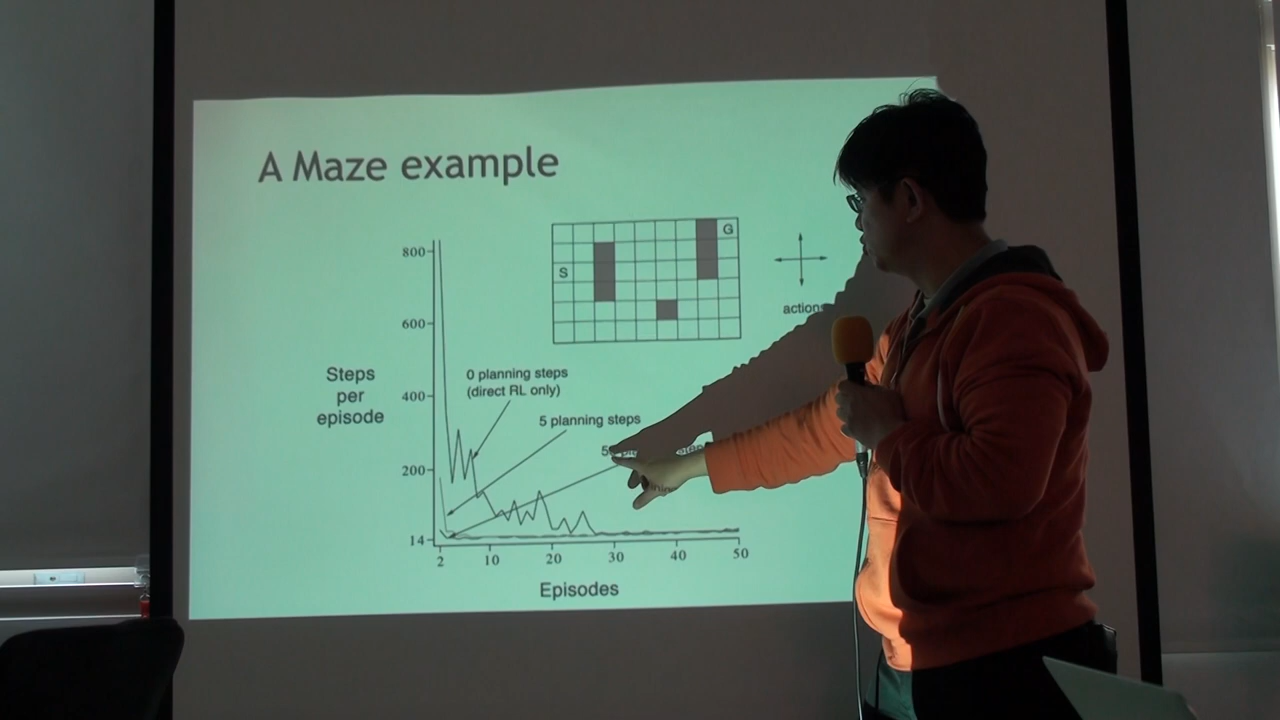 A Maze example
G
S
actions
800
600
400
200
14
Steps
per
episode
0 planning steps
(direct RL only)
5 planning steps
2
10
20
30
40
50
Episodes